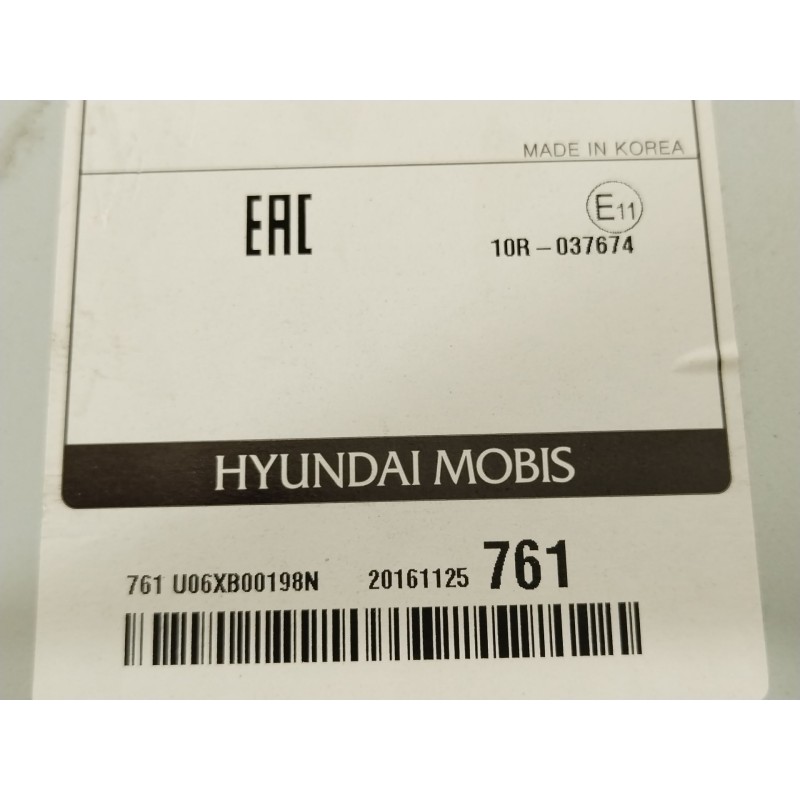 MADE IN KOREA
EAC E11
10R-037674
HYUNDAI MOBIS
761 U06XB00198N 20161125 761